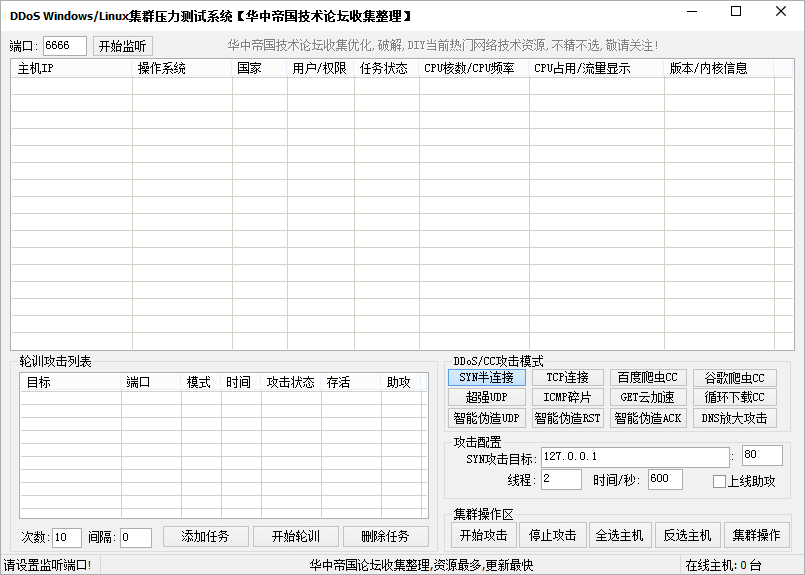 DDoS Windows/Linux集群压力测试系统【华中帝国技术论坛收集整理】
端口: 6666 开始监听 华中帝国技术论坛收集优化,破解,DIY当前热门网络技术资源,不精不选,敬请关注!
主机IP 操作系统 国家 用户/权限 任务状态 CPU核数/CPU频率 CPU占用/流量显示 版本/内核信息
轮训攻击列表
目标 端口 模式 时间 攻击状态 存活 助攻
次数: 10 间隔: 0 添加任务 开始轮训 删除任务
DDoS/CC攻击模式
SYN半连接 TCP连接 百度爬虫CC 谷歌爬虫CC
超强UDP ICMP碎片 GET云加速 循环下载CC
智能伪造UDP 智能伪造RST 智能伪造ACK DNS放大攻击
攻击配置
SYN攻击目标: 127.0.0.1 : 80
线程: 2 时间/秒: 600 上线助攻
集群操作区
开始攻击 停止攻击 全选主机 反选主机 集群操作
请设置监听端口! 华中帝国论坛收集整理,资源最多,更新最快 在线主机: 0 台